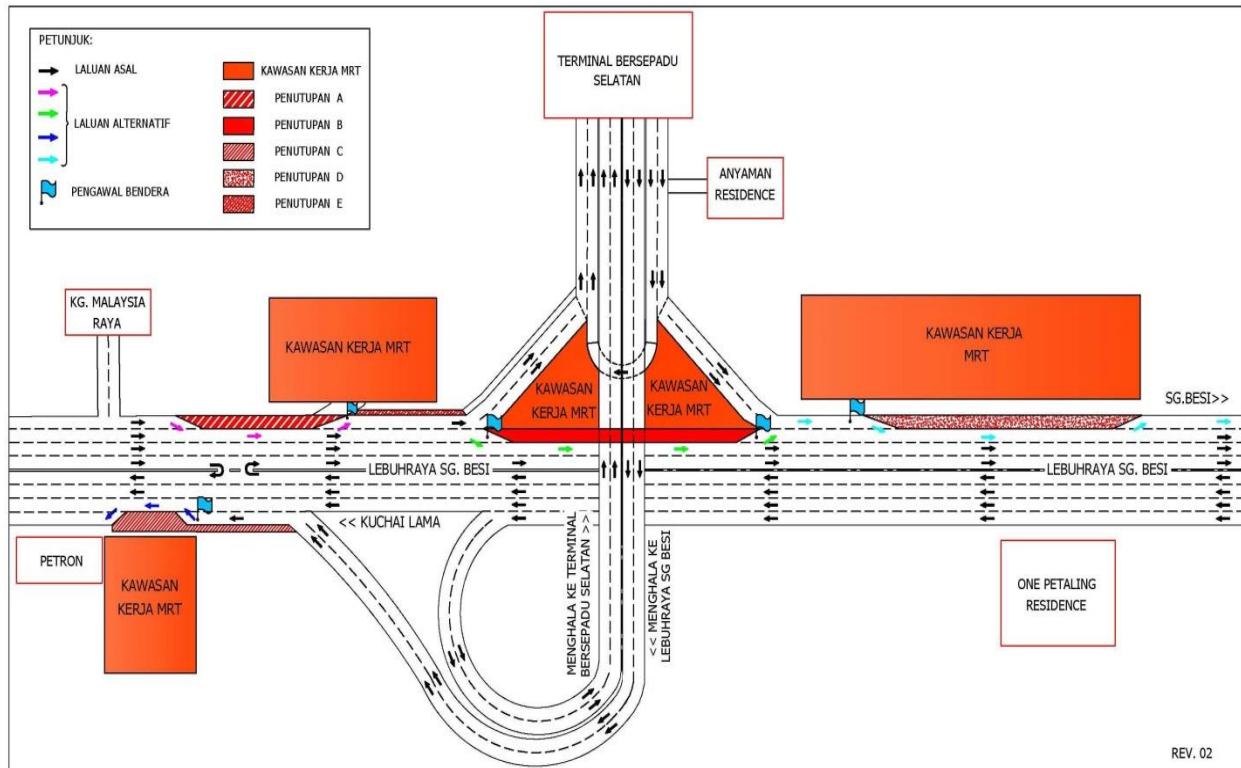 PETUNJUK:
LALUAN ASAL
LALUAN ALTERNATIF
PENGAWAL BENDERA
KAWASAN KERJA MRT
PENUTUPAN A
PENUTUPAN B
PENUTUPAN C
PENUTUPAN D
PENUTUPAN E
TERMINAL BERSEPADU
SELATAN
ANYAMAN
RESIDENCE
KG. MALAYSIA
RAYA
KAWASAN KERJA MRT
KAWASAN
KERJA MRT
KAWASAN
KERJA MRT
KAWASAN KERJA
MRT
SG.BESI>>
LEBUHRAYA SG. BESI
LEBUHRAYA SG. BESI
<< KUCHAI LAMA
PETRON
KAWASAN
KERJA MRT
MENGHALA KE TERMINAL
BERSEPADU SELATAN >>
<< MENGHALA KE
LEBUHRAYA SG BESI
ONE PETALING
RESIDENCE
REV. 02